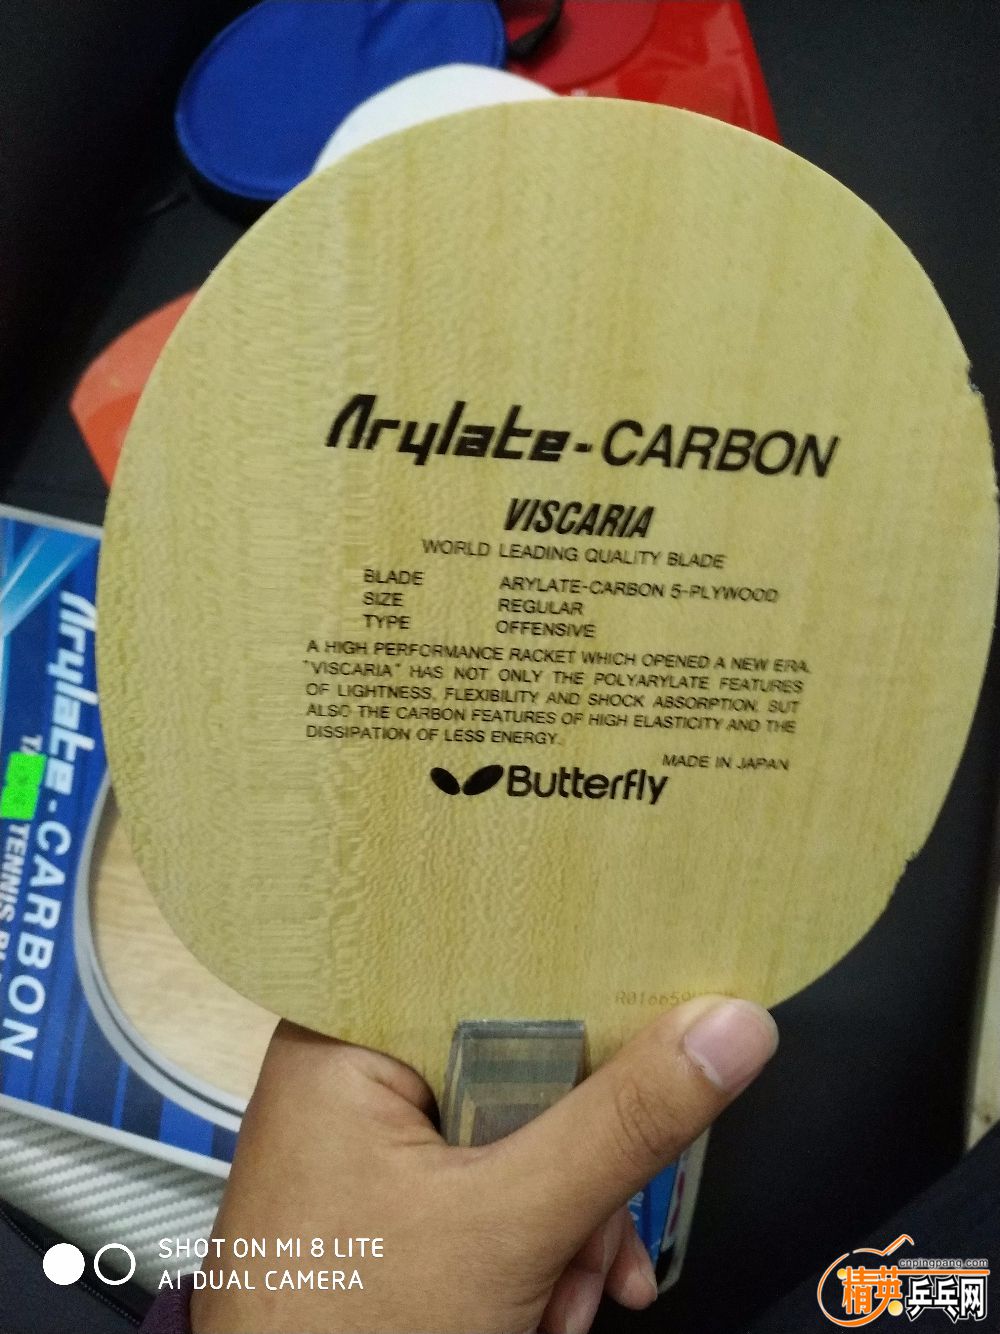 Arylate-CARBON
VISCARIA
WORLD LEADING QUALITY BLADE
BLADE ARYLATE-CARBON 5-PLYWOOD
SIZE REGULAR
TYPE OFFENSIVE
A HIGH PERFORMANCE RACKET WHICH OPENED A NEW ERA.
"VISCARIA" HAS NOT ONLY THE POLYARYLATE FEATURES
OF LIGHTNESS, FLEXIBILITY AND SHOCK ABSORPTION, BUT
ALSO THE CARBON FEATURES OF HIGH ELASTICITY AND THE
DISSIPATION OF LESS ENERGY.
MADE IN JAPAN
Butterfly
Arylate-CARBON
TENNIS
SHOT ON MI 8 LITE
AI DUAL CAMERA
cnpingpang.com
精英乒乓网